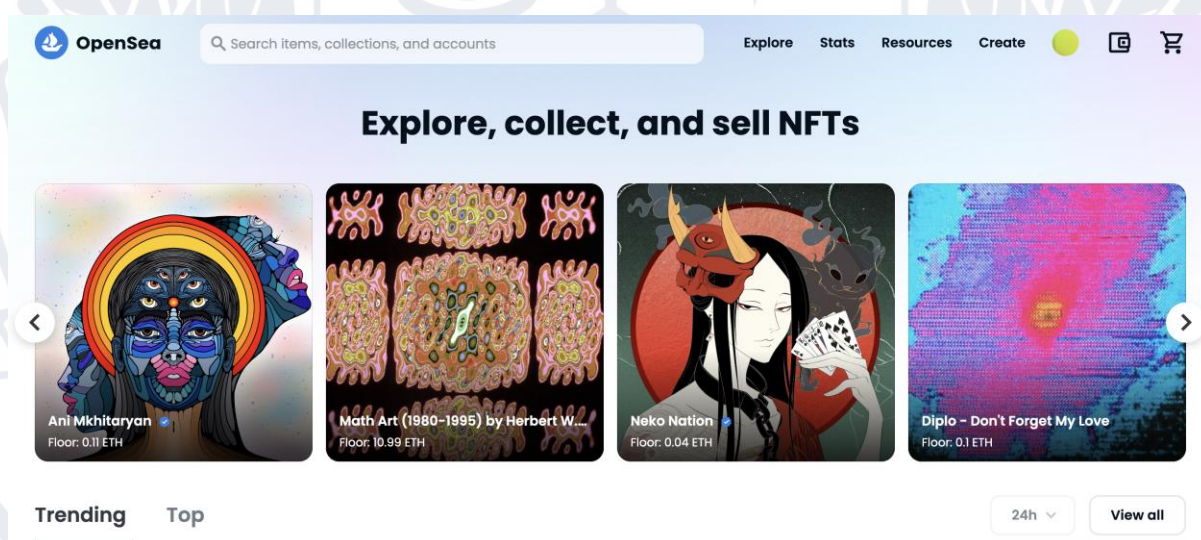 OpenSea
Search items, collections, and accounts
Explore
Stats
Resources
Create
Explore, collect, and sell NFTs
Ani Mkhitaryan
Floor: 0.11 ETH
Math Art (1980-1995) by Herbert W....
Floor: 10.99 ETH
Neko Nation
Floor: 0.04 ETH
Diplo - Don't Forget My Love
Floor: 0.1 ETH
Trending
Top
24h
View all